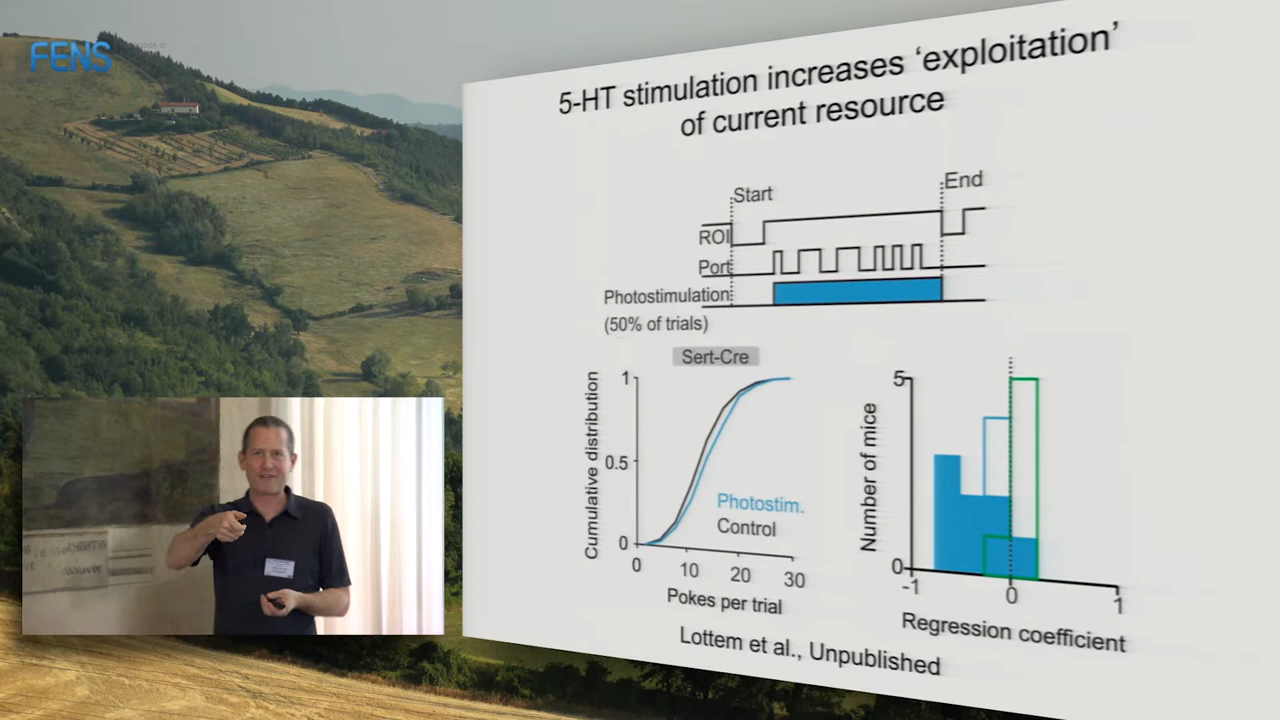 FENS
5-HT stimulation increases ‘exploitation’
of current resource
Start
End
ROI
Port
Photostimulation
(50% of trials)
Sert-Cre
Cumulative distribution
1
0.5
0
Photostim.
Control
0
10
20
30
Pokes per trial
Number of mice
5
0
-1
0
1
Regression coefficient
Lottem et al., Unpublished